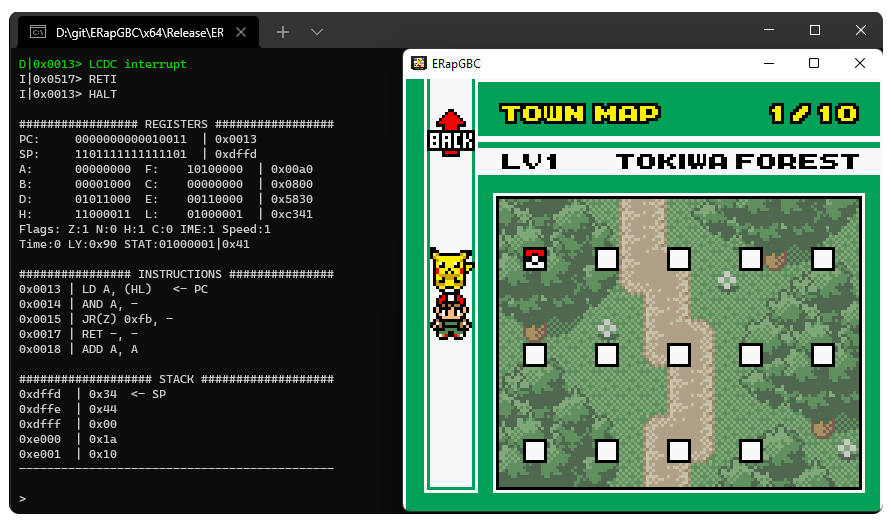 D:\git\ERapGBC\x64\Release\ER
D|0x0013> LCDC interrupt
I|0x0517> RETI
I|0x0013> HALT
################# REGISTERS #################
PC:     0000000000010011  | 0x0013
SP:     1101111111111101  | 0xdffd
A:      00000000  F:    10100000  | 0x00a0
B:      00001000  C:    00000000  | 0x0800
D:      01011000  E:    00110000  | 0x5830
H:      11000011  L:    01000001  | 0xc341
Flags: Z:1 N:0 H:1 C:0 IME:1 Speed:1
Time:0 LY:0x90 STAT:01000001|0x41
################ INSTRUCTIONS ###############
0x0013 | LD A, (HL)   <- PC
0x0014 | AND A, -
0x0015 | JR(Z) 0xfb, -
0x0017 | RET -, -
0x0018 | ADD A, A
################### STACK ###################
0xdffd  | 0x34  <- SP
0xdffe  | 0x44
0xdfff  | 0x00
0xe000  | 0x1a
0xe001  | 0x10
---------------------------------------------
>
ERapGBC
BACK
TOWN MAP 1/10
LV1 TOKIWA FOREST